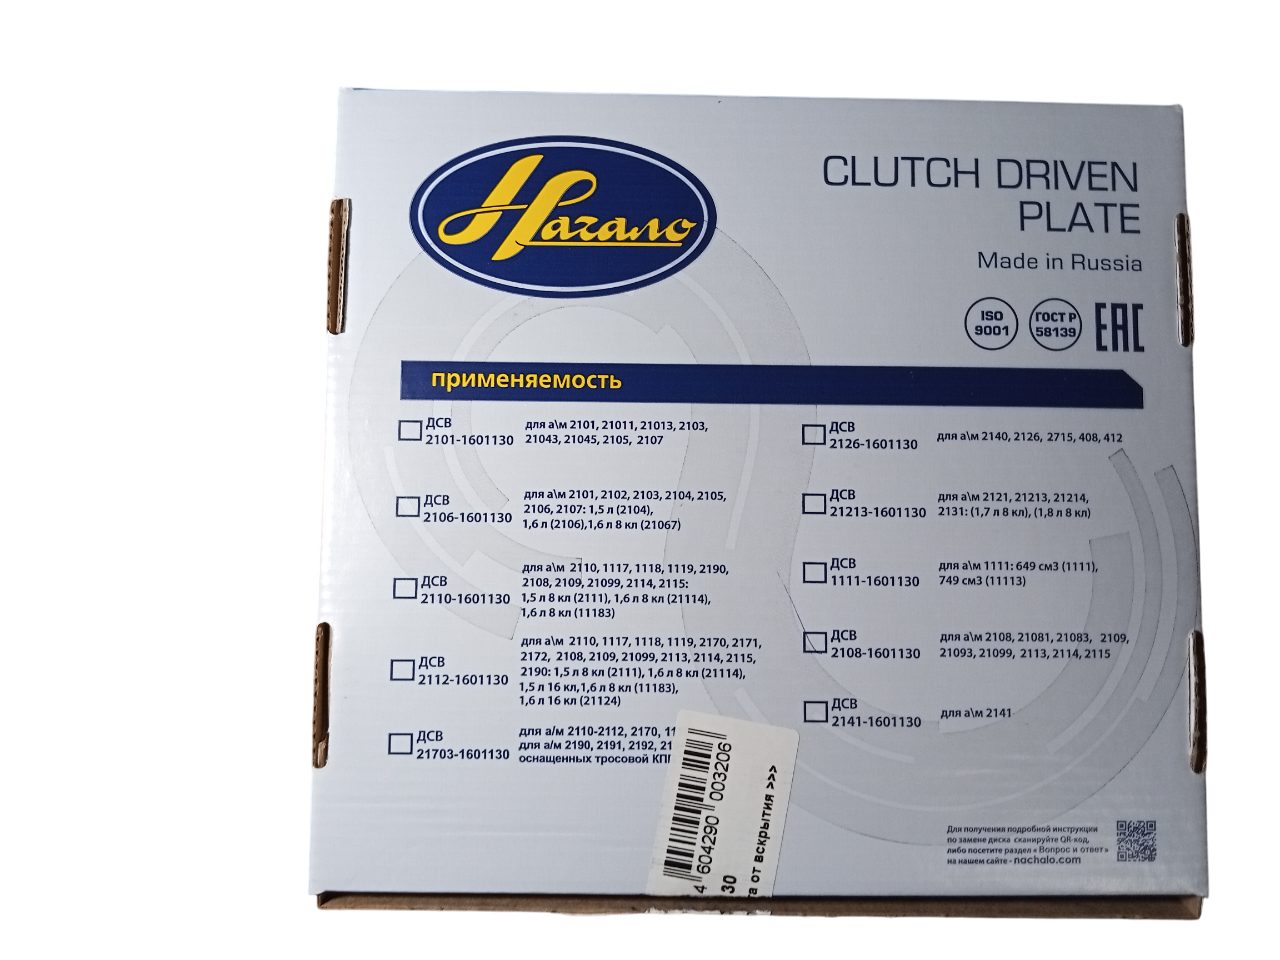 Начало
CLUTCH DRIVEN
PLATE
Made in Russia
ISO
9001
ГОСТ Р
58139
EAC
применяемость
ДСВ
2101-1601130
для а\м 2101, 21011, 21013, 2103,
21043, 21045, 2105, 2107
ДСВ
2106-1601130
для а\м 2101, 2102, 2103, 2104, 2105,
2106, 2107: 1,5 л (2104),
1,6 л (2106),1,6 л 8 кл (21067)
ДСВ
2110-1601130
для а\м 2110, 1117, 1118, 1119, 2190,
2108, 2109, 21099, 2114, 2115:
1,5 л 8 кл (2111), 1,6 л 8 кл (21114),
1,6 л 8 кл (11183)
ДСВ
2112-1601130
для а\м 2110, 1117, 1118, 1119, 2170, 2171,
2172, 2108, 2109, 21099, 2113, 2114, 2115,
2190: 1,5 л 8 кл (2111), 1,6 л 8 кл (21114),
1,5 л 16 кл,1,6 л 8 кл (11183),
1,6 л 16 кл (21124)
ДСВ
21703-1601130
для а/м 2110-2112, 2170, 11
для а/м 2190, 2191, 2192, 21
оснащенных тросовой КПП
ДСВ
2126-1601130
для а\м 2140, 2126, 2715, 408, 412
ДСВ
21213-1601130
для а\м 2121, 21213, 21214,
2131: (1,7 л 8 кл), (1,8 л 8 кл)
ДСВ
1111-1601130
для а\м 1111: 649 см3 (1111),
749 см3 (11113)
ДСВ
2108-1601130
для а\м 2108, 21081, 21083, 2109,
21093, 21099, 2113, 2114, 2115
ДСВ
2141-1601130
для а\м 2141
4 604290 003206
30
та от вскрытия >>>
Для получения подробной инструкции
по замене диска сканируйте QR-код,
либо посетите раздел « Вопрос и ответ »
на нашем сайте - nachalo.com